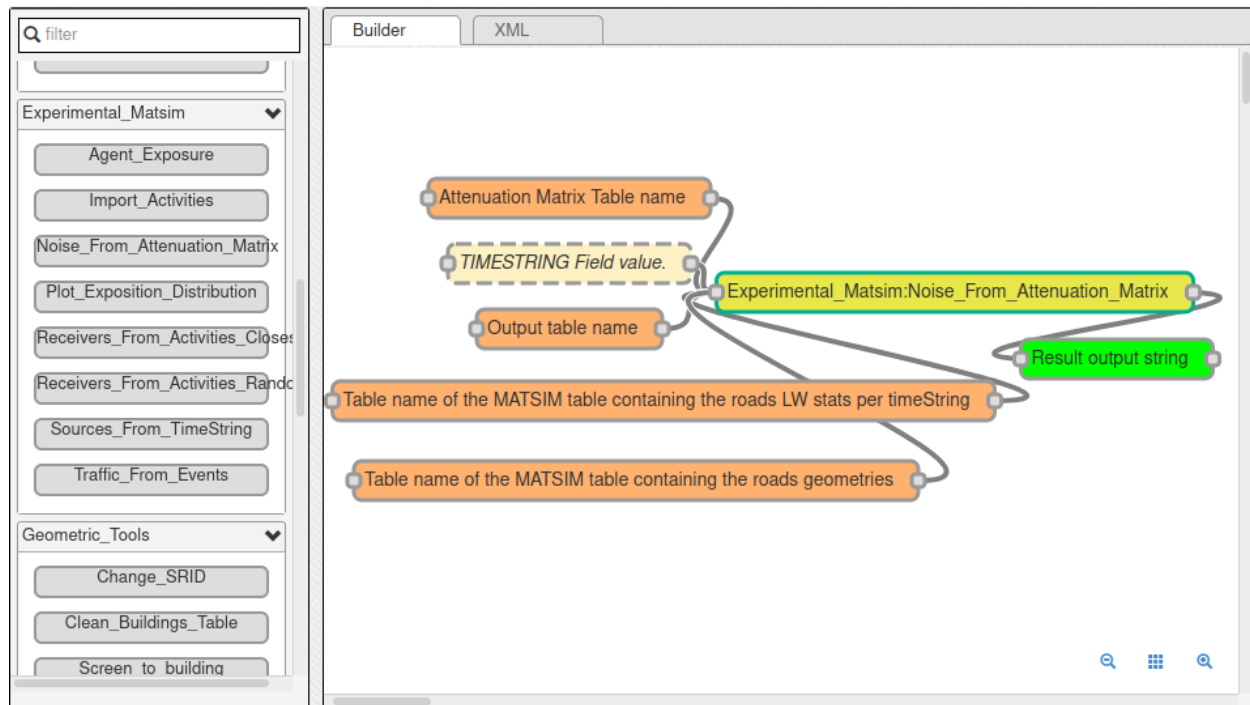 filter
Experimental_Matsim
Agent_Exposure
Import_Activities
Noise_From_Attenuation_Matrix
Plot_Exposition_Distribution
Receivers_From_Activities_Closes
Receivers_From_Activities_Rando
Sources_From_TimeString
Traffic_From_Events
Geometric_Tools
Change_SRID
Clean_Buildings_Table
Screen_to_building
Builder
XML
Attenuation Matrix Table name
TIMESTRING Field value.
Experimental_Matsim:Noise_From_Attenuation_Matrix
Output table name
Result output string
Table name of the MATSIM table containing the roads LW stats per timeString
Table name of the MATSIM table containing the roads geometries